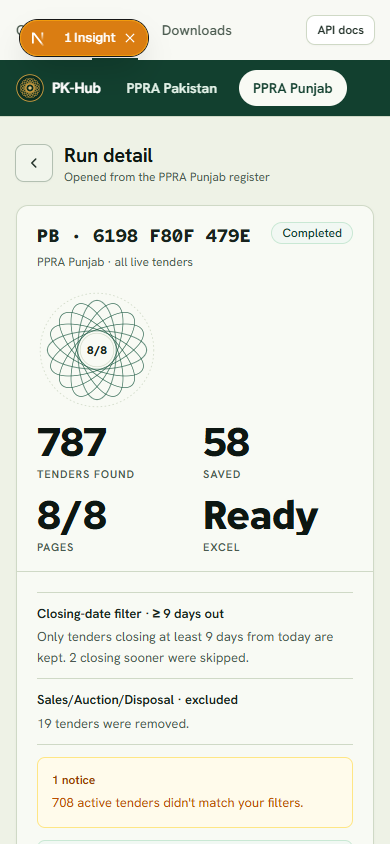 1 Insight
Downloads
API docs
PK-Hub
PPRA Pakistan
PPRA Punjab
Run detail
Opened from the PPRA Punjab register
PB · 6198 F80F 479E
Completed
PPRA Punjab · all live tenders
8/8
787
58
TENDERS FOUND
SAVED
8/8
Ready
PAGES
EXCEL
Closing-date filter · ≥ 9 days out
Only tenders closing at least 9 days from today are
kept. 2 closing sooner were skipped.
Sales/Auction/Disposal · excluded
19 tenders were removed.
1 notice
708 active tenders didn't match your filters.